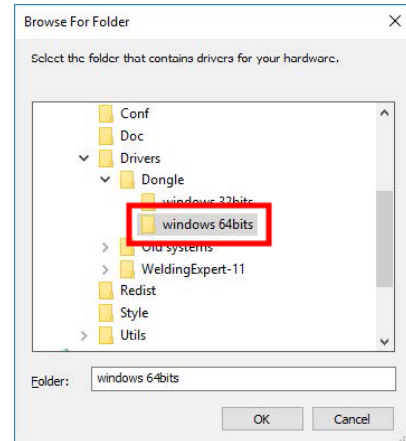 Browse For Folder
Select the folder that contains drivers for your hardware.
Conf
Doc
Drivers
Dongle
windows 32bits
windows 64bits
Old systems
WeldingExpert-11
Redist
Style
Utils
Folder: windows 64bits
OK Cancel